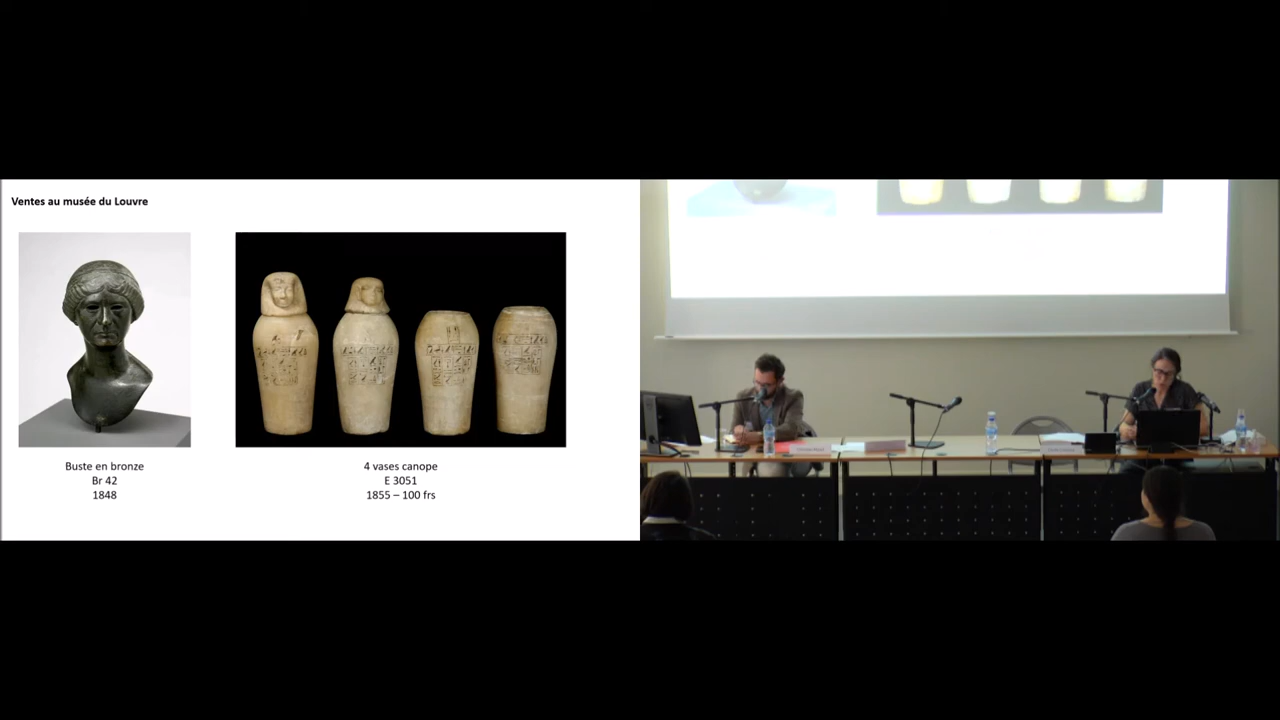 Ventes au musée du Louvre
Buste en bronze
Br 42
1848
4 vases canope
E 3051
1855 – 100 frs